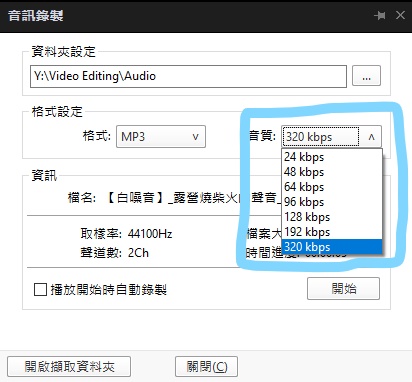 音訊錄製
資料夾設定
Y:\Video Editing\Audio
...
格式設定
格式: MP3
音質: 320 kbps
24 kbps
48 kbps
64 kbps
96 kbps
128 kbps
192 kbps
320 kbps
資訊
檔名: 【白噪音】_露營燒柴火
聲音_
取樣率: 44100Hz
檔案大
聲道數: 2Ch
時間進度:
播放開始時自動錄製
開始
開啟擷取資料夾
關閉(C)